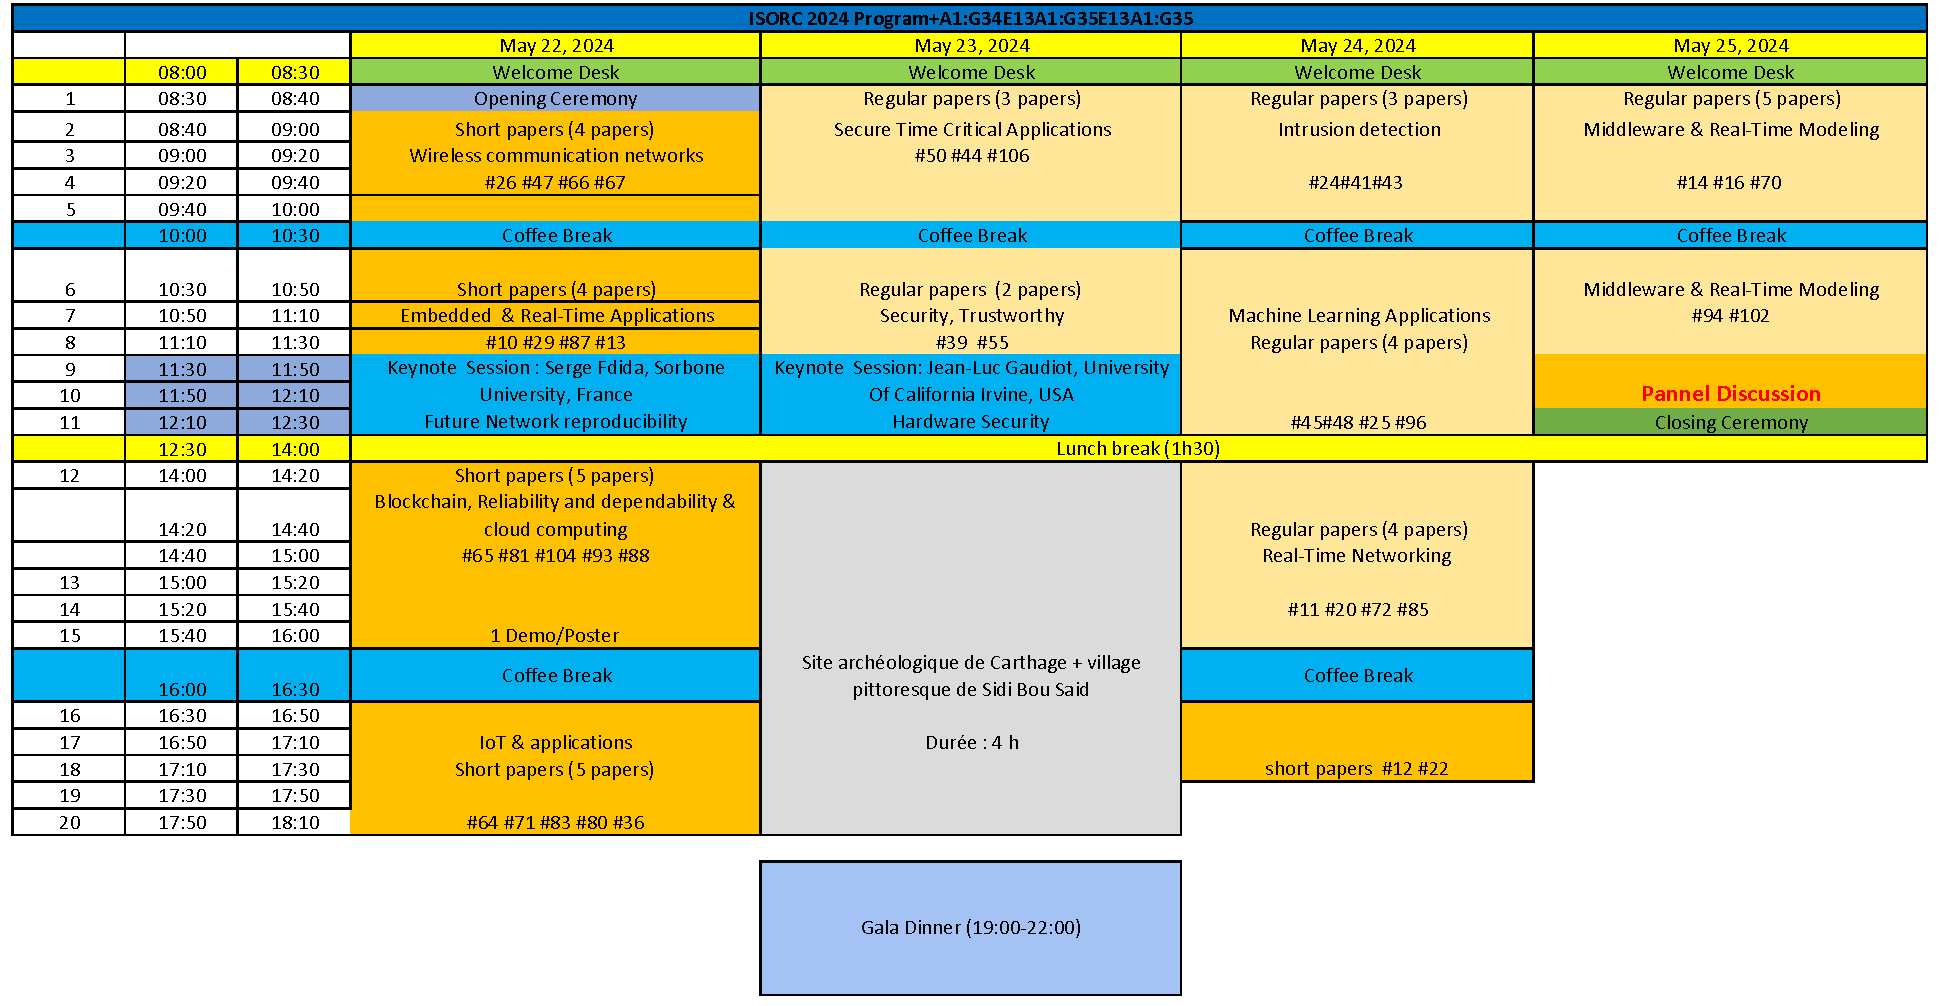 ISORC 2024 Program+A1:G34E13A1:G35E13A1:G35
May 22, 2024 May 23, 2024 May 24, 2024 May 25, 2024
08:00 08:30 Welcome Desk Welcome Desk Welcome Desk Welcome Desk
1 08:30 08:40 Opening Ceremony Regular papers (3 papers) Regular papers (3 papers) Regular papers (5 papers)
2 08:40 09:00 Short papers (4 papers) Secure Time Critical Applications Intrusion detection Middleware & Real-Time Modeling
3 09:00 09:20 Wireless communication networks #50 #44 #106
4 09:20 09:40 #26 #47 #66 #67 #24#41#43 #14 #16 #70
5 09:40 10:00
10:00 10:30 Coffee Break Coffee Break Coffee Break Coffee Break
6 10:30 10:50 Short papers (4 papers) Regular papers (2 papers) Middleware & Real-Time Modeling
7 10:50 11:10 Embedded & Real-Time Applications Security, Trustworthy Machine Learning Applications #94 #102
8 11:10 11:30 #10 #29 #87 #13 #39 #55 Regular papers (4 papers)
9 11:30 11:50 Keynote Session : Serge Fdida, Sorbone Keynote Session: Jean-Luc Gaudiot, University
10 11:50 12:10 University, France Of California Irvine, USA Pannel Discussion
11 12:10 12:30 Future Network reproducibility Hardware Security #45#48 #25 #96 Closing Ceremony
12:30 14:00 Lunch break (1h30)
12 14:00 14:20 Short papers (5 papers)
Blockchain, Reliability and dependability &
14:20 14:40 cloud computing Regular papers (4 papers)
14:40 15:00 #65 #81 #104 #93 #88 Real-Time Networking
13 15:00 15:20
14 15:20 15:40 #11 #20 #72 #85
15 15:40 16:00 1 Demo/Poster
Site archéologique de Carthage + village
Coffee Break Coffee Break
16:00 16:30 pittoresque de Sidi Bou Said
16 16:30 16:50
17 16:50 17:10 IoT & applications Durée : 4 h
18 17:10 17:30 Short papers (5 papers) short papers #12 #22
19 17:30 17:50
20 17:50 18:10 #64 #71 #83 #80 #36
Gala Dinner (19:00-22:00)